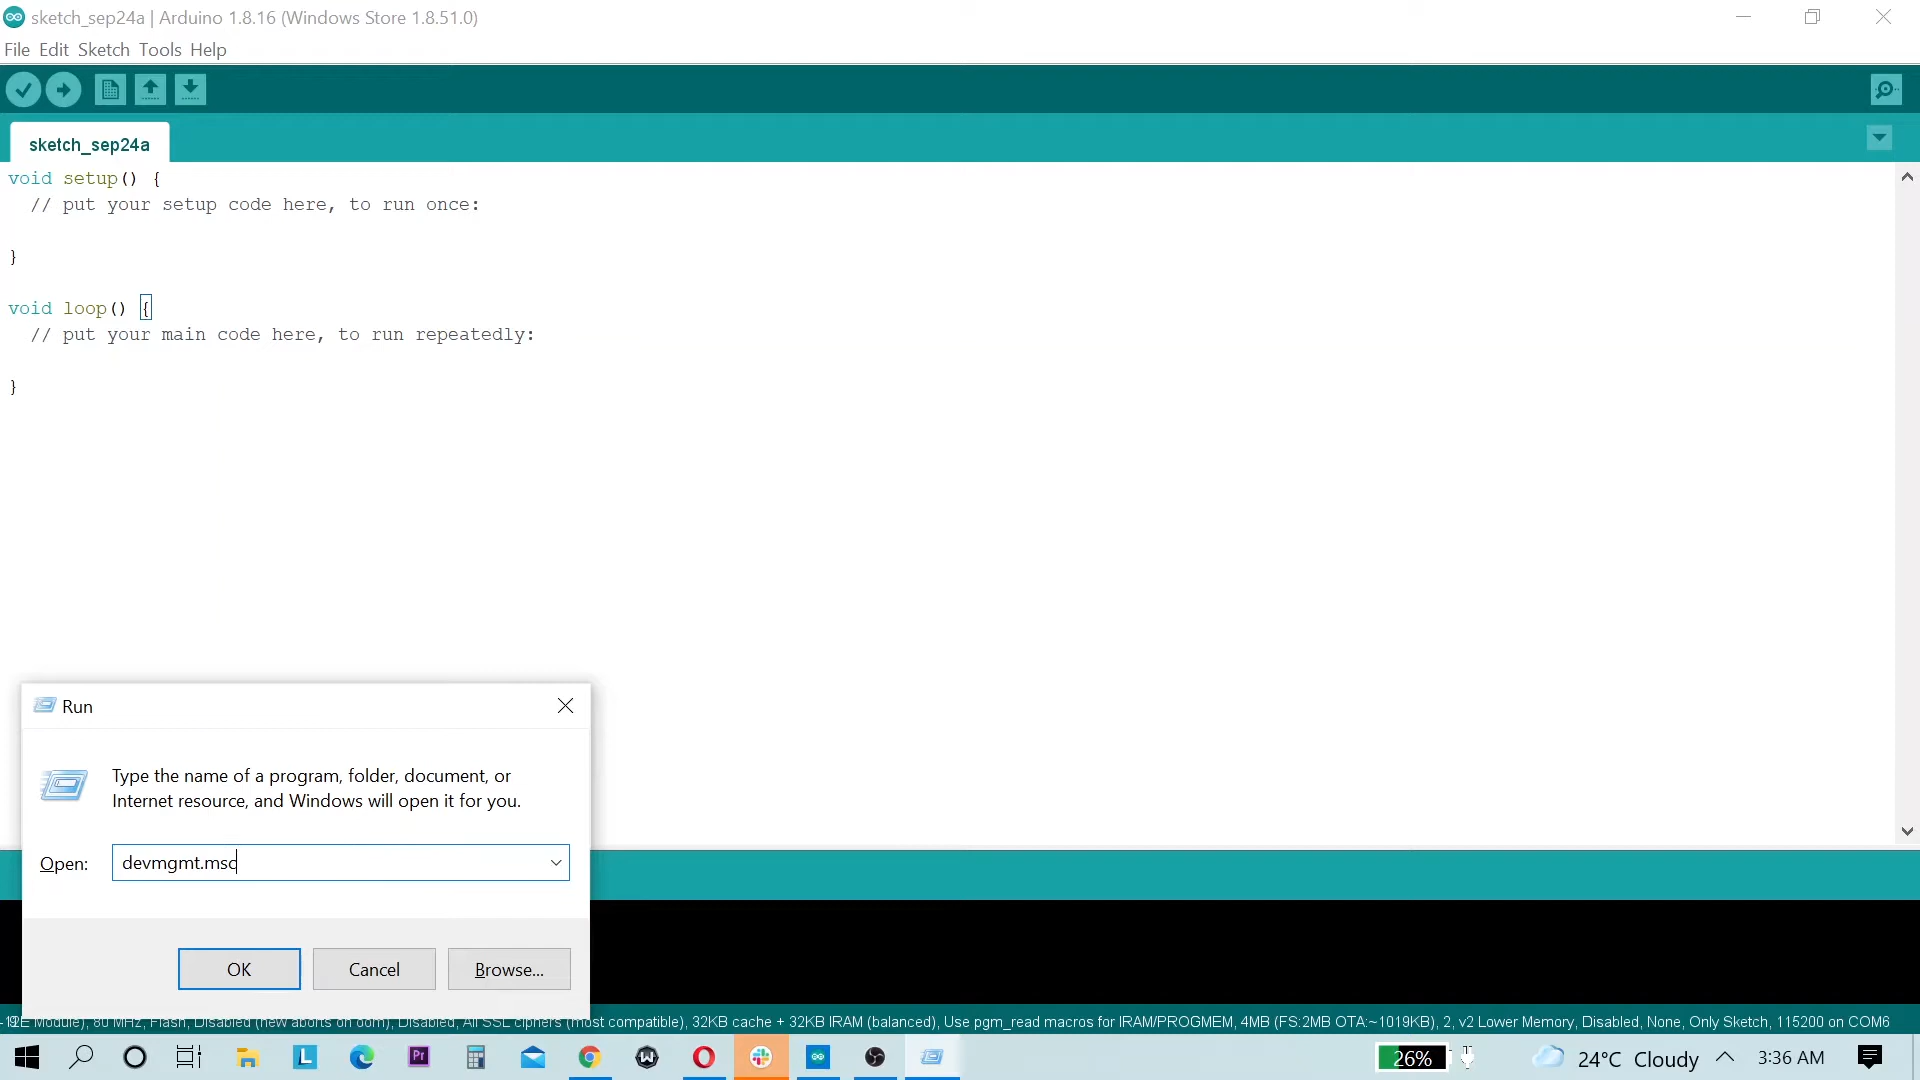 sketch_sep24a | Arduino 1.8.16 (Windows Store 1.8.51.0)
File Edit Sketch Tools Help
sketch_sep24a
void setup() {
// put your setup code here, to run once:
}
void loop() {
// put your main code here, to run repeatedly:
}
Run
Type the name of a program, folder, document, or
Internet resource, and Windows will open it for you.
Open: devmgmt.msc
OK Cancel Browse...
Module), 80 MHz, Flash, Disabled (new aborts on oom), Disabled, All SSL ciphers (most compatible), 32KB cache + 32KB IRAM (balanced), Use pgm_read macros for IRAM/PROGMEM, 4MB (FS:2MB OTA:~1019KB), 2, v2 Lower Memory, Disabled, None, Only Sketch, 115200 on COM6
L Pr 26% 24°C Cloudy 3:36 AM